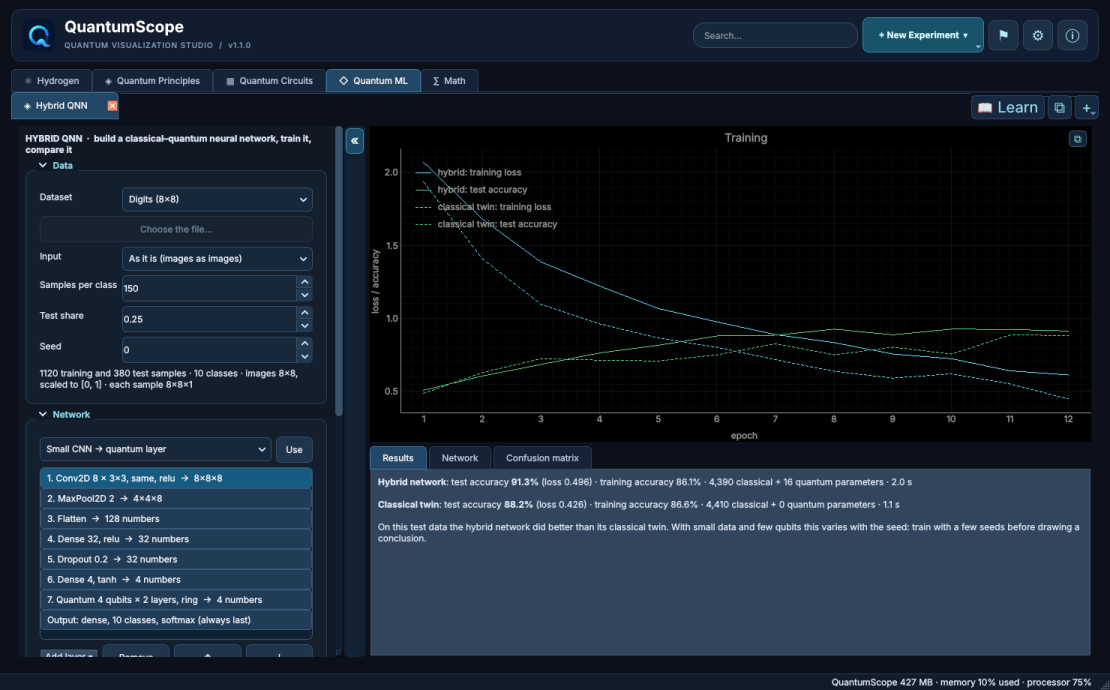 QuantumScope
QUANTUM VISUALIZATION STUDIO / v1.1.0
Search...
+ New Experiment ▾
Hydrogen
Quantum Principles
Quantum Circuits
Quantum ML
Σ Math
Hybrid QNN
Learn
HYBRID QNN · build a classical–quantum neural network, train it,
compare it
Data
Dataset
Digits (8×8)
Choose the file...
Input
As it is (images as images)
Samples per class
150
Test share
0.25
Seed
0
1120 training and 380 test samples · 10 classes · images 8×8,
scaled to [0, 1] · each sample 8×8×1
Network
Small CNN → quantum layer
Use
1. Conv2D 8 × 3×3, same, relu → 8×8×8
2. MaxPool2D 2 → 4×4×8
3. Flatten → 128 numbers
4. Dense 32, relu → 32 numbers
5. Dropout 0.2 → 32 numbers
6. Dense 4, tanh → 4 numbers
7. Quantum 4 qubits × 2 layers, ring → 4 numbers
Output: dense, 10 classes, softmax (always last)
Training
hybrid: training loss
hybrid: test accuracy
classical twin: training loss
classical twin: test accuracy
loss / accuracy
2.0
1.5
1.0
0.5
1 2 3 4 5 6 7 8 9 10 11 12
epoch
Results
Network
Confusion matrix
Hybrid network: test accuracy 91.3% (loss 0.496) · training accuracy 86.1% · 4,390 classical + 16 quantum parameters · 2.0 s
Classical twin: test accuracy 88.2% (loss 0.426) · training accuracy 86.6% · 4,410 classical + 0 quantum parameters · 1.1 s
On this test data the hybrid network did better than its classical twin. With small data and few qubits this varies with the seed: train with a few seeds before drawing a
conclusion.
QuantumScope 427 MB · memory 10% used · processor 75%